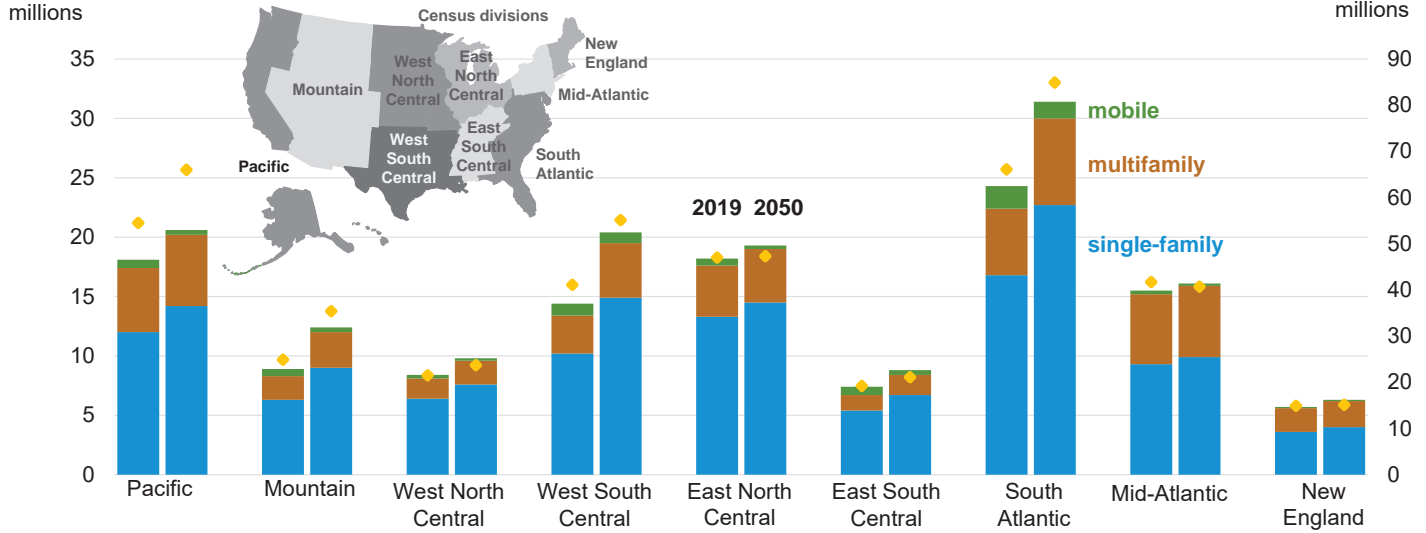 millions
millions
Census divisions
New
England
West
North
Central
East
North
Central
Mountain
Mid-Atlantic
West
South
Central
East
South
Central
South
Atlantic
Pacific
35
30
25
20
15
10
5
0
90
80
70
60
50
40
30
20
10
0
mobile
multifamily
single-family
2019 2050
Pacific
Mountain
West North
Central
West South
Central
East North
Central
East South
Central
South
Atlantic
Mid-Atlantic
New
England